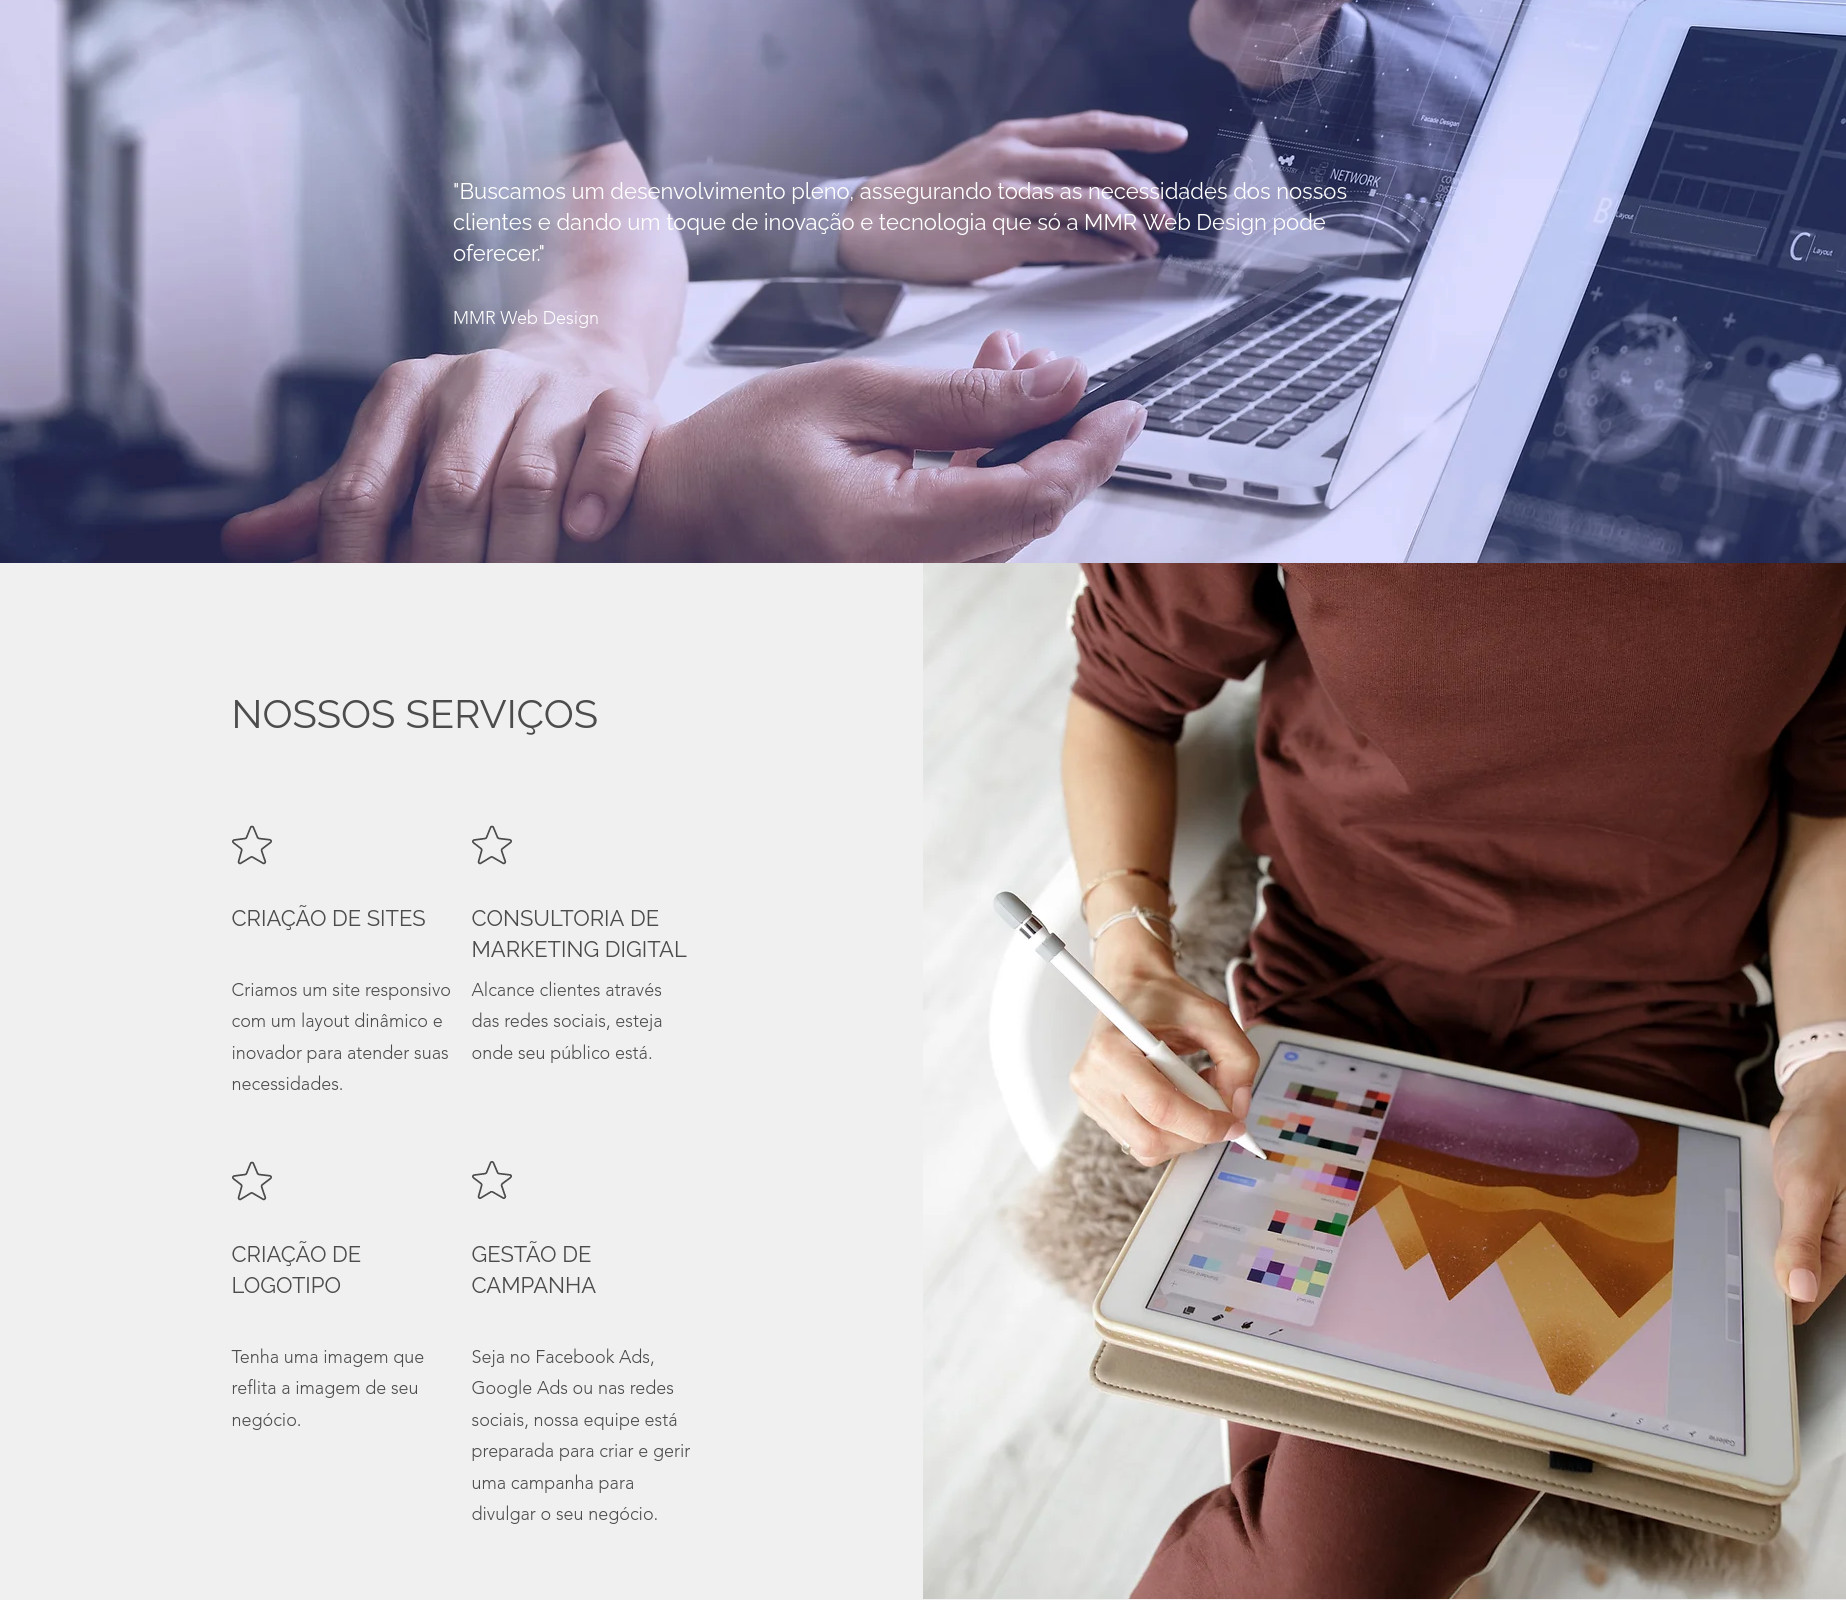 "Buscamos um desenvolvimento pleno, assegurando todas as necessidades dos nossos
clientes e dando um toque de inovação e tecnologia que só a MMR Web Design pode
oferecer."
MMR Web Design
Facade Design
NETWORK
B Layout
C Layout
NOSSOS SERVIÇOS
CRIAÇÃO DE SITES
Criamos um site responsivo
com um layout dinâmico e
inovador para atender suas
necessidades.
CONSULTORIA DE
MARKETING DIGITAL
Alcance clientes através
das redes sociais, esteja
onde seu público está.
CRIAÇÃO DE
LOGOTIPO
Tenha uma imagem que
reflita a imagem de seu
negócio.
GESTÃO DE
CAMPANHA
Seja no Facebook Ads,
Google Ads ou nas redes
sociais, nossa equipe está
preparada para criar e gerir
uma campanha para
divulgar o seu negócio.